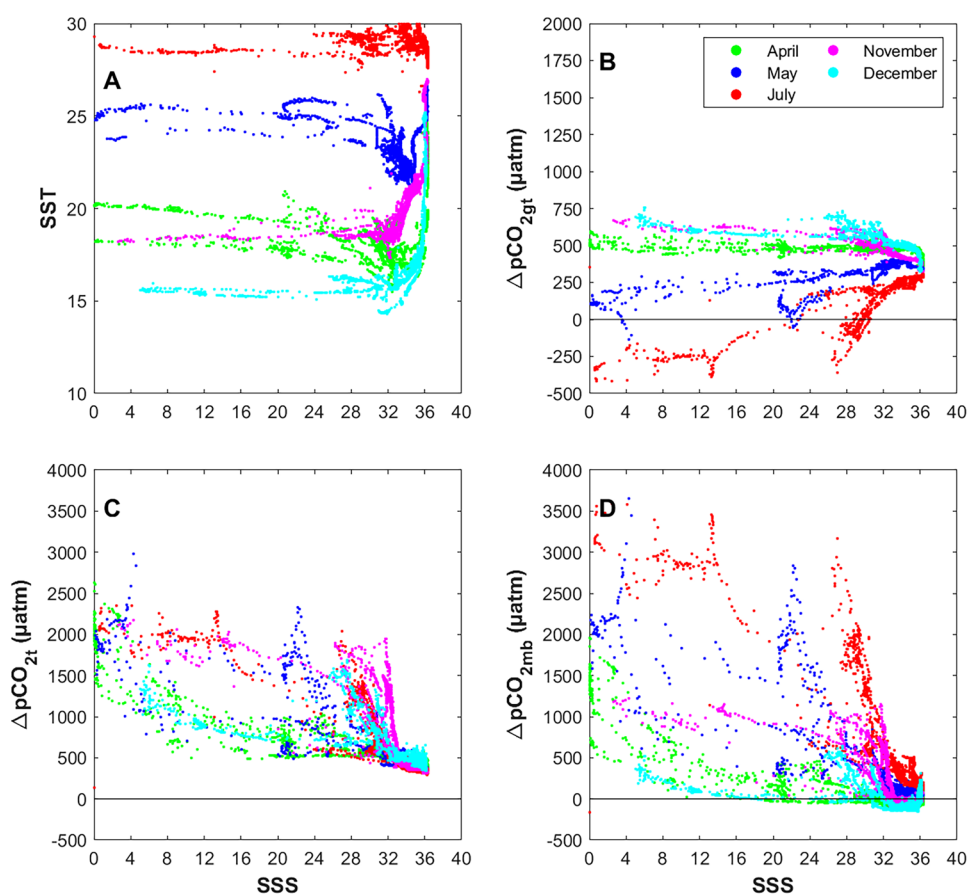 30
25
20
15
10
SST
A
0 4 8 12 16 20 24 28 32 36 40
2000
1750
1500
1250
1000
750
500
250
0
-250
-500
ΔpCO2gt (µatm)
B
April
May
July
November
December
0 4 8 12 16 20 24 28 32 36 40
4000
3500
3000
2500
2000
1500
1000
500
0
-500
ΔpCO2t (µatm)
C
0 4 8 12 16 20 24 28 32 36 40
SSS
4000
3500
3000
2500
2000
1500
1000
500
0
-500
ΔpCO2mb (µatm)
D
0 4 8 12 16 20 24 28 32 36 40
SSS